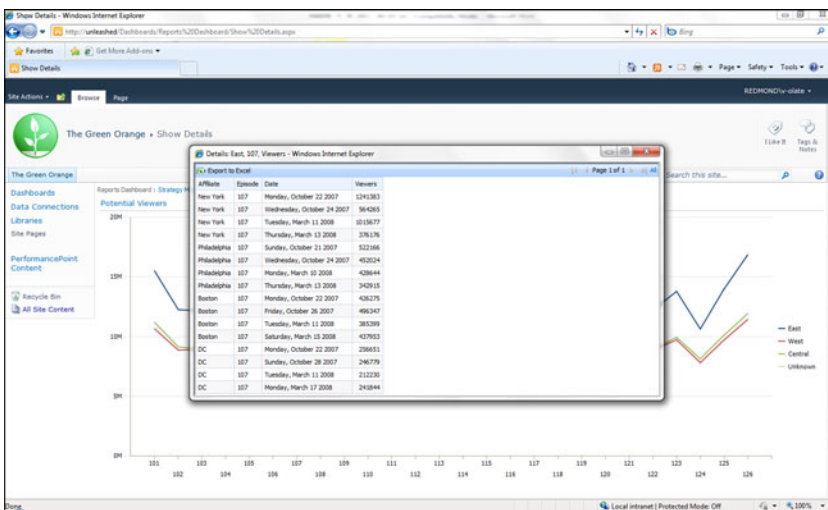 Show Details - Windows Internet Explorer
http://unleashed/Dashboards/Reports%20Dashboard/Show%20Details.aspx
Bing
Favorites Get More Add-ons
Show Details
Page Safety Tools
Site Actions Browse Page
REDMOND\v-olate
The Green Orange Show Details
I Like It
Tags & Notes
Details: East, 107, Viewers - Windows Internet Explorer
Export to Excel
Page 1 of 1 All
Affiliate Episode Date Viewers
New York 107 Monday, October 22 2007 1241383
New York 107 Wednesday, October 24 2007 564265
New York 107 Tuesday, March 11 2008 1015677
New York 107 Thursday, March 13 2008 376176
Philadelphia 107 Sunday, October 21 2007 522166
Philadelphia 107 Wednesday, October 24 2007 452024
Philadelphia 107 Monday, March 10 2008 428644
Philadelphia 107 Thursday, March 13 2008 342915
Boston 107 Monday, October 22 2007 426275
Boston 107 Friday, October 26 2007 496347
Boston 107 Tuesday, March 11 2008 385399
Boston 107 Saturday, March 15 2008 437953
DC 107 Monday, October 22 2007 256651
DC 107 Sunday, October 28 2007 246779
DC 107 Tuesday, March 11 2008 212230
DC 107 Monday, March 17 2008 241844
The Green Orange
Search this site...
Dashboards
Data Connections
Libraries
Site Pages
PerformancePoint Content
Recycle Bin
All Site Content
Reports Dashboard Strategy
Potential Viewers
20M
15M
10M
5M
0M
East
West
Central
Unknown
101 103 105 107 109 111 113 115 117 119 121 123 125
102 104 106 108 110 112 114 116 118 120 122 124 126
Done
Local intranet | Protected Mode: Off
100%